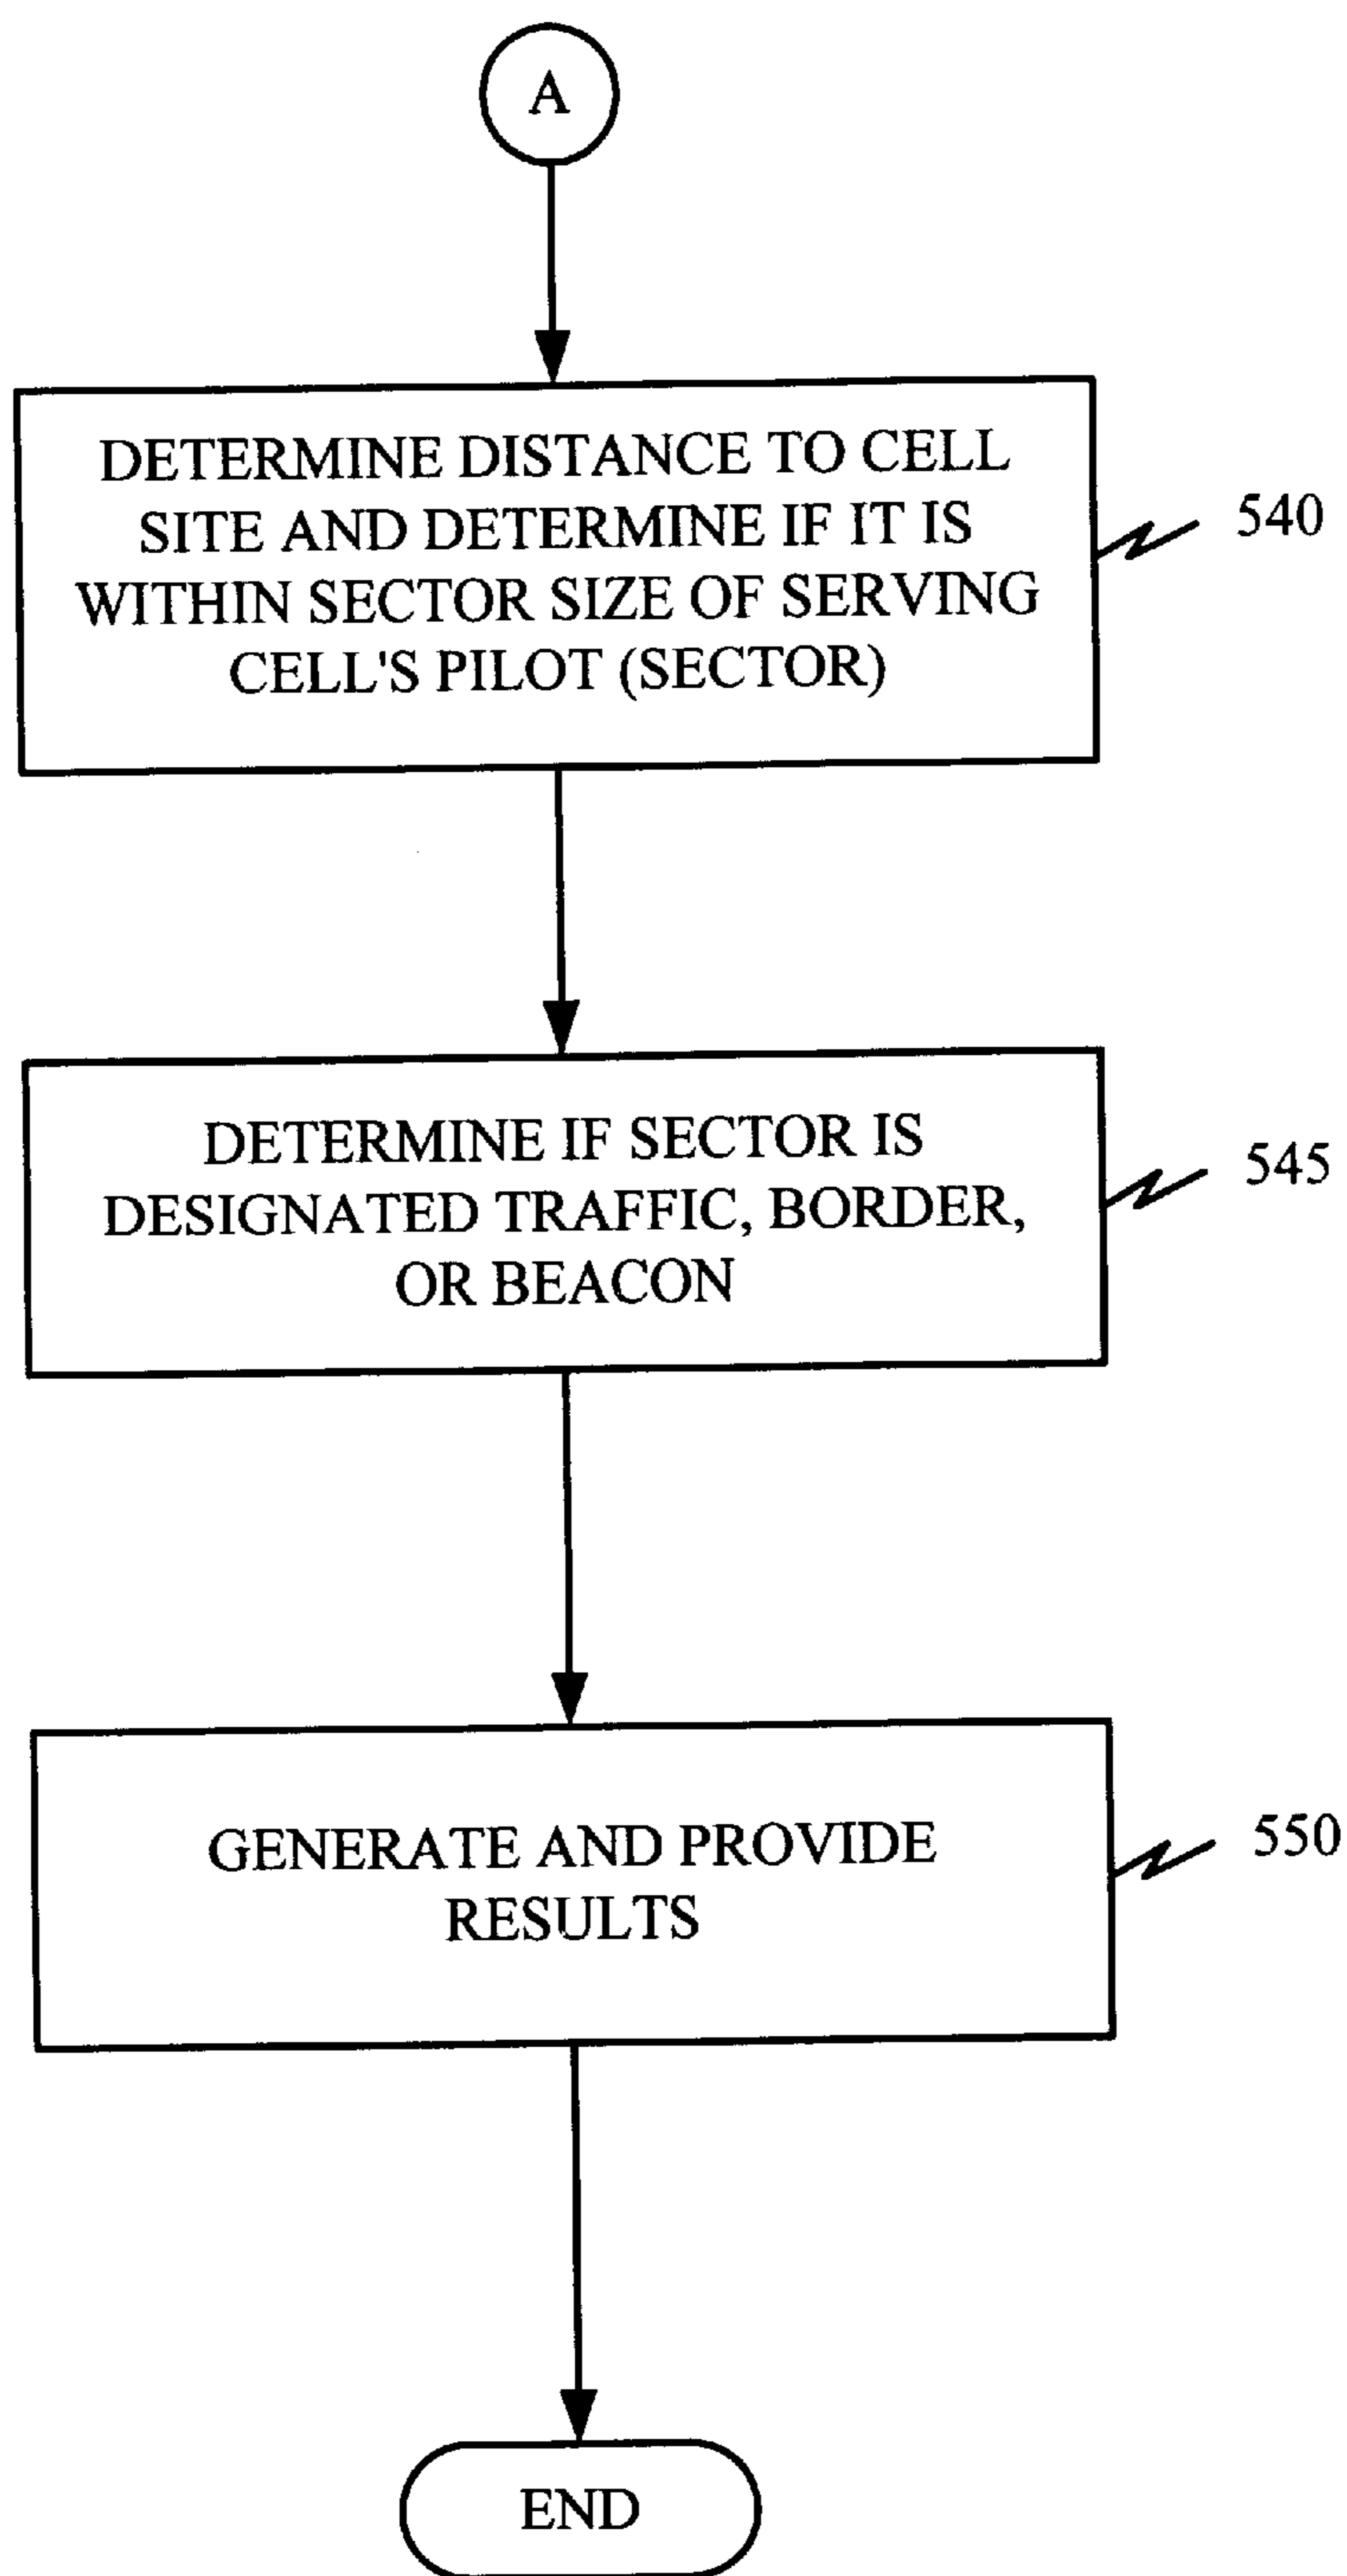 A
DETERMINE DISTANCE TO CELL
SITE AND DETERMINE IF IT IS
WITHIN SECTOR SIZE OF SERVING
CELL'S PILOT (SECTOR)
540
DETERMINE IF SECTOR IS
DESIGNATED TRAFFIC, BORDER,
OR BEACON
545
GENERATE AND PROVIDE
RESULTS
550
END